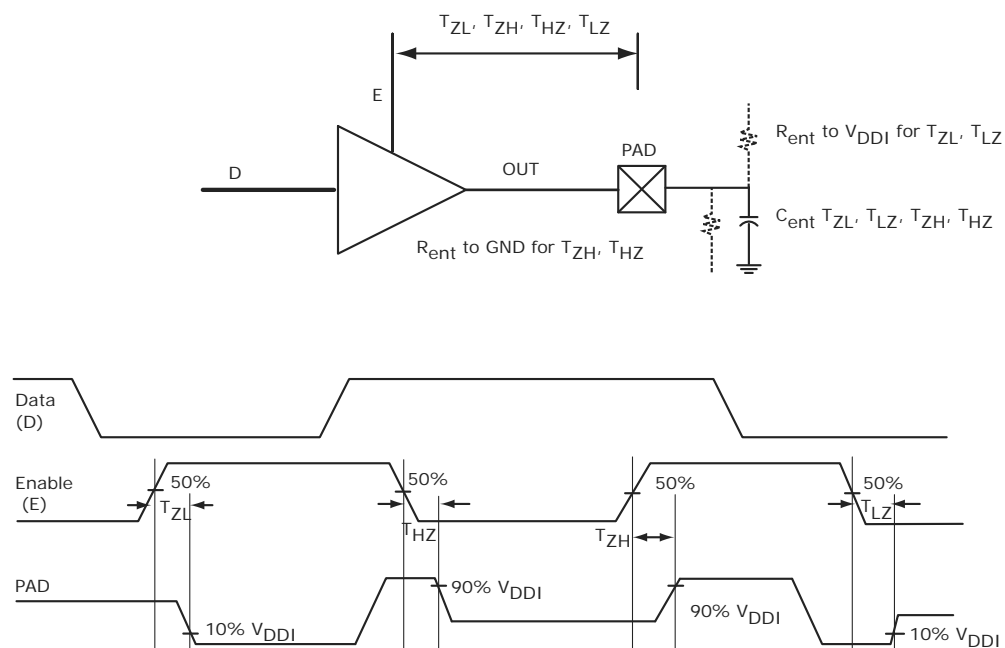 TZL, TZH, THZ, TLZ
E
D
OUT
PAD
Rent to VDDI for TZL, TLZ
Cent TZL, TLZ, TZH, THZ
Rent to GND for TZH, THZ
Data
(D)
Enable
(E)
50%
TZL
50%
THZ
50%
TZH
50%
TLZ
PAD
10% VDDI
90% VDDI
90% VDDI
10% VDDI